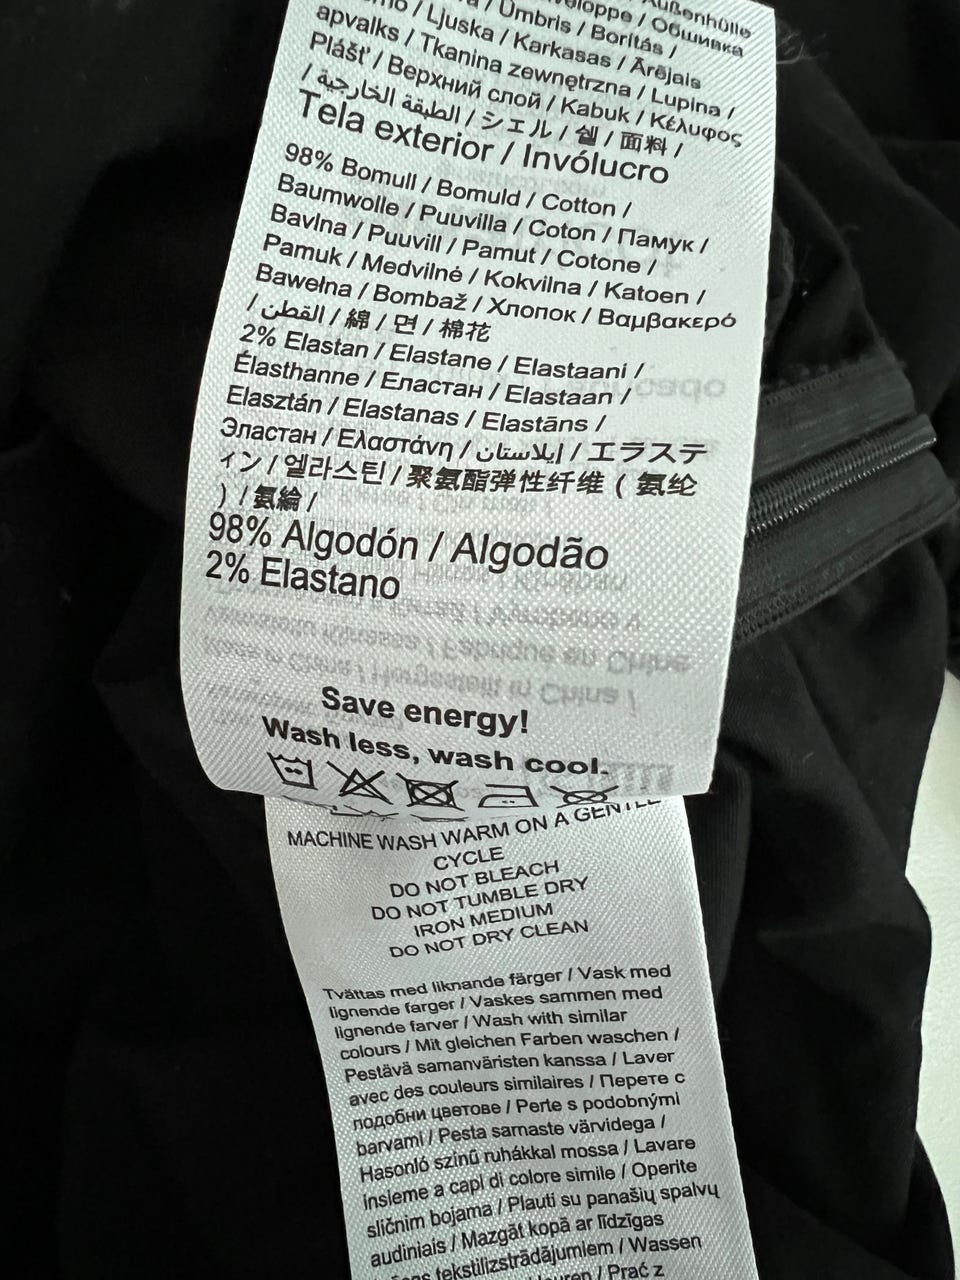 / Umbris / Borítás /
/ Ljuska / Karkasas / Ārējais
apvalks / Tkanina zewnętrzna / Lupina /
Plášť / Верхний слой / Kabuk / Κέλυφος
/ الطبقة الخارجية / シェル / 쉘 / 面料 /
Tela exterior / Invólucro
98% Bomull / Bomuld / Cotton /
Baumwolle / Puuvilla / Coton / Памук /
Bavlna / Puuvill / Pamut / Cotone /
Pamuk / Medvilnė / Kokvilna / Katoen /
Bawełna / Bombaž / Хлопок / Βαμβακερό
/ القطن / 綿 / 면 / 棉花
2% Elastan / Elastane / Elastaani /
Élasthanne / Еластан / Elastaan /
Elasztán / Elastanas / Elastāns /
Эластан / Ελαστάνη / إيلاستان / エラステ
ィン / 엘라스틴 / 聚氨酯弹性纤维 ( 氨纶
) / 氨綸 /
98% Algodón / Algodão
2% Elastano
Save energy!
Wash less, wash cool.
MACHINE WASH WARM ON A GENTLE
CYCLE
DO NOT BLEACH
DO NOT TUMBLE DRY
IRON MEDIUM
DO NOT DRY CLEAN
Tvättas med liknande färger / Vask med
lignende farger / Vaskes sammen med
lignende farver / Wash with similar
colours / Mit gleichen Farben waschen /
Pestävä samanväristen kanssa / Laver
avec des couleurs similaires / Перете с
подобни цветове / Perte s podobnými
barvami / Pesta samaste värvidega /
Hasonló színű ruhákkal mossa / Lavare
insieme a capi di colore simile / Operite
sličnim bojama / Plauti su panašių spalvų
audiniais / Mazgāt kopā ar līdzīgas
tekstilizstrādājumiem / Wassen
/ Prać z